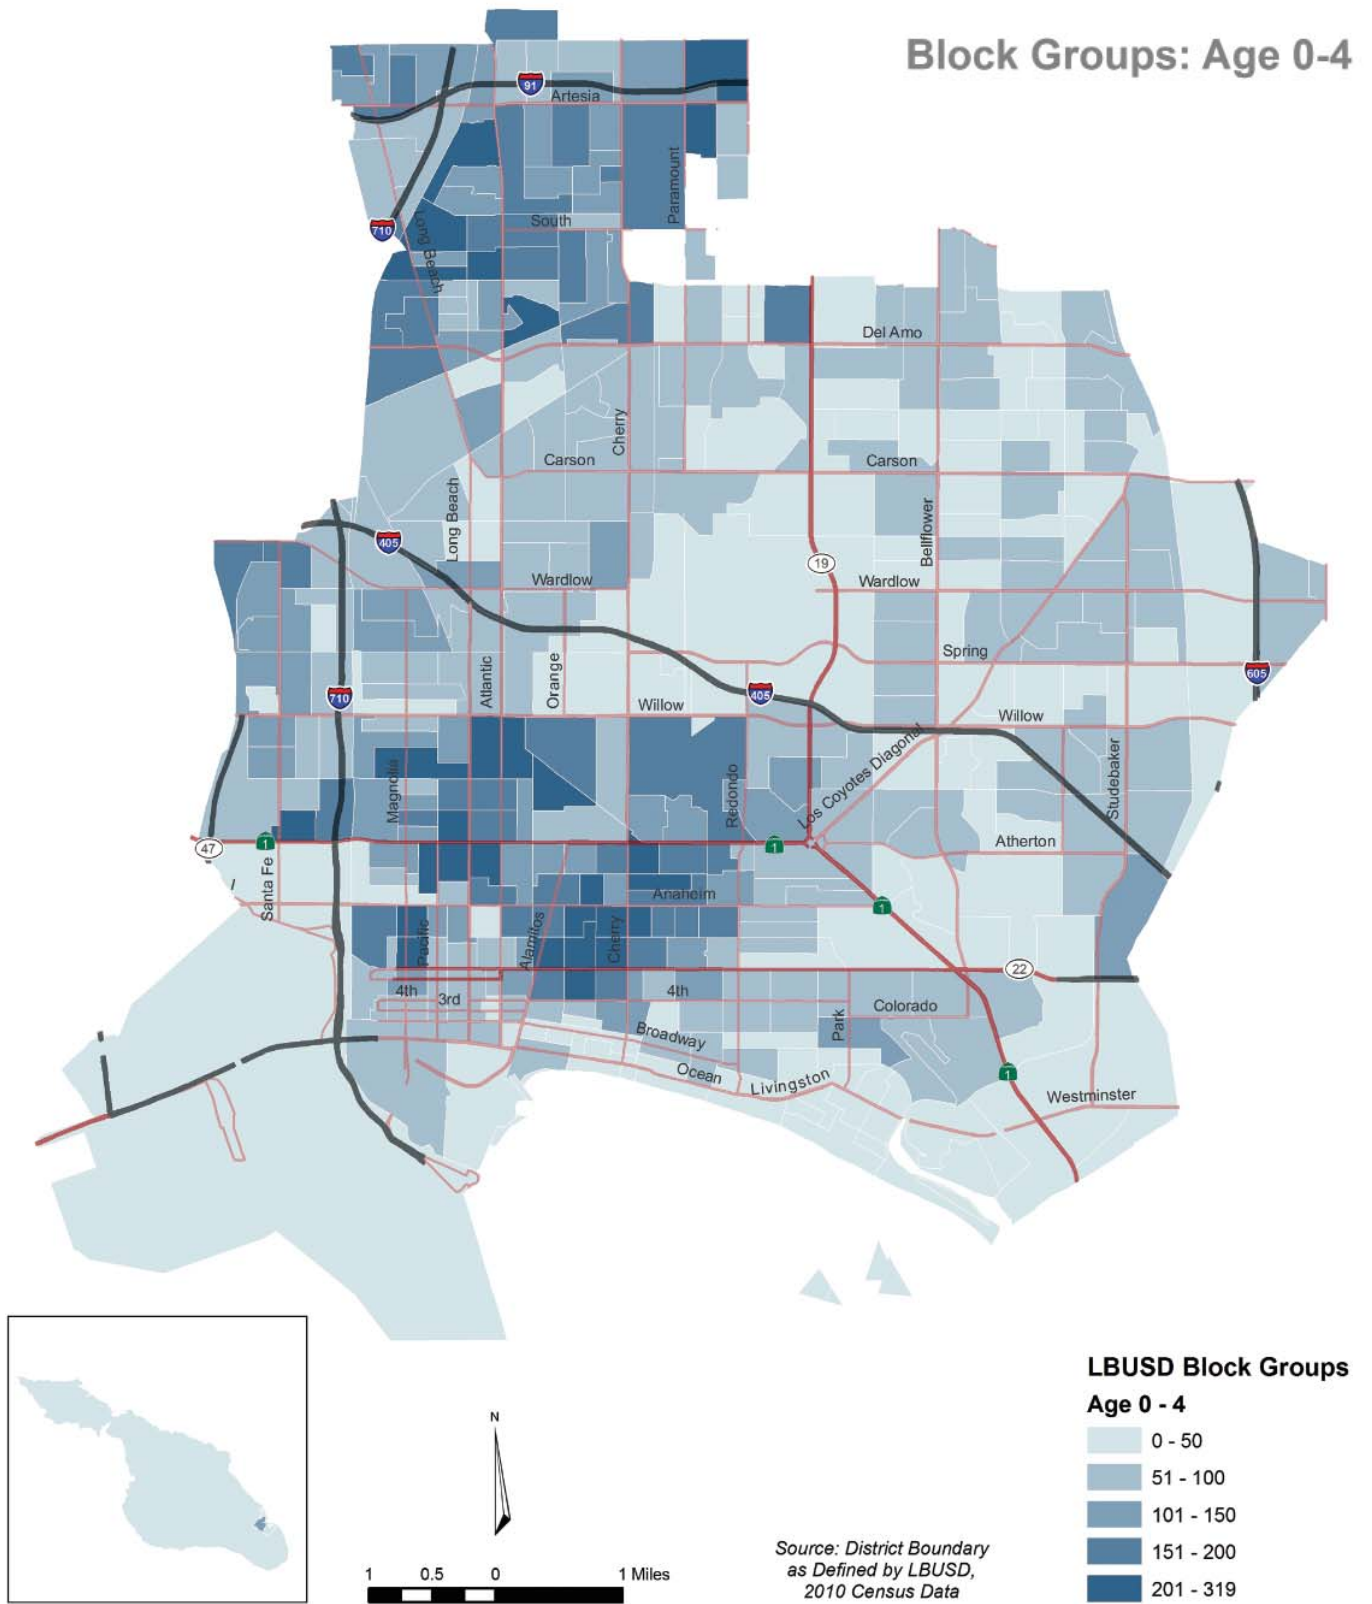 Block Groups: Age 0-4
91
Artesia
Paramount
South
710
Long Beach
Del Amo
Cherry
Carson
Carson
Long Beach
Bellflower
405
19
Wardlow
Wardlow
Spring
Atlantic
Orange
710
405
605
Willow
Willow
Magnolia
Redondo
Los Coyotes Diagonal
Studebaker
47
1
1
Atherton
Santa Fe
Anaheim
1
Pacific
Alamitos
Cherry
22
4th
3rd
4th
Colorado
Park
Broadway
Ocean
Livingston
1
Westminster
LBUSD Block Groups
Age 0 - 4
0 - 50
51 - 100
101 - 150
151 - 200
201 - 319
N
1 0.5 0 1 Miles
Source: District Boundary
as Defined by LBUSD,
2010 Census Data